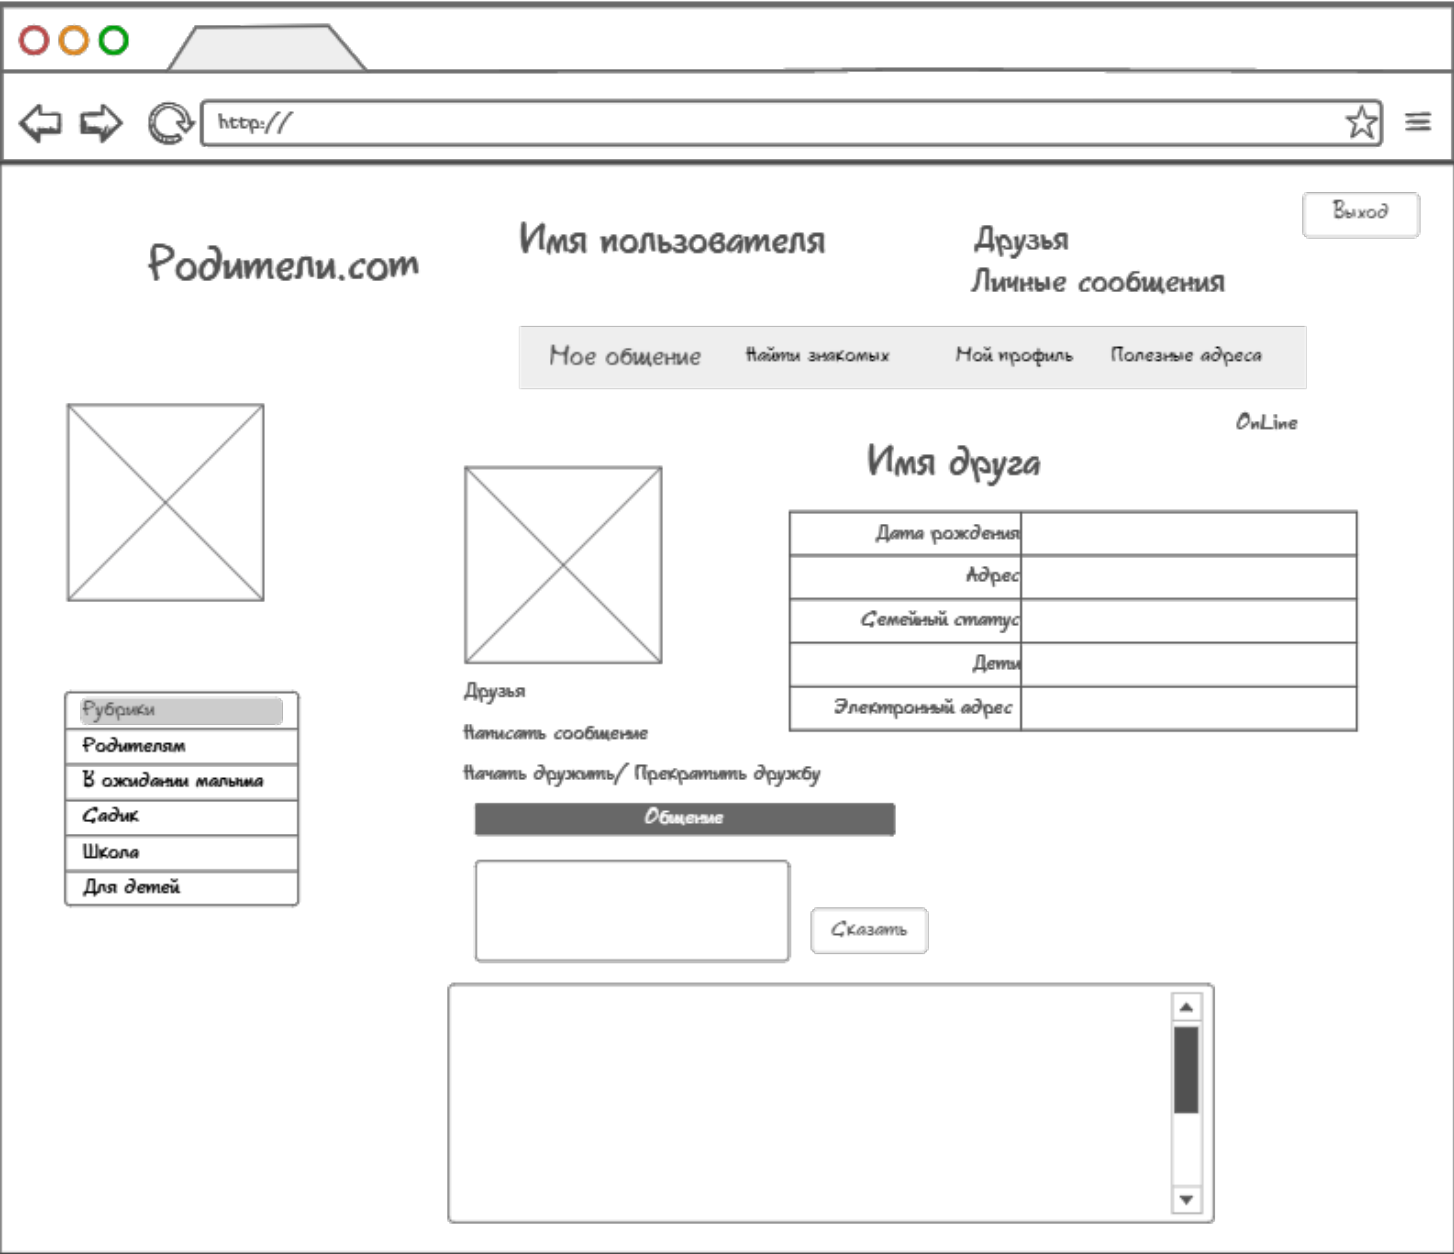 http://
Выход
Родители.com
Имя пользователя
Друзья
Личные сообщения
Мое общение
Найти знакомых
Мой профиль
Полезные адреса
OnLine
Имя друга
Дата рождения
Адрес
Семейный статус
Дети
Электронный адрес
Друзья
Написать сообщение
Начать дружить/ Прекратить дружбу
Рубрики
Родителям
В ожидании малыша
Садик
Школа
Для детей
Общение
Сказать